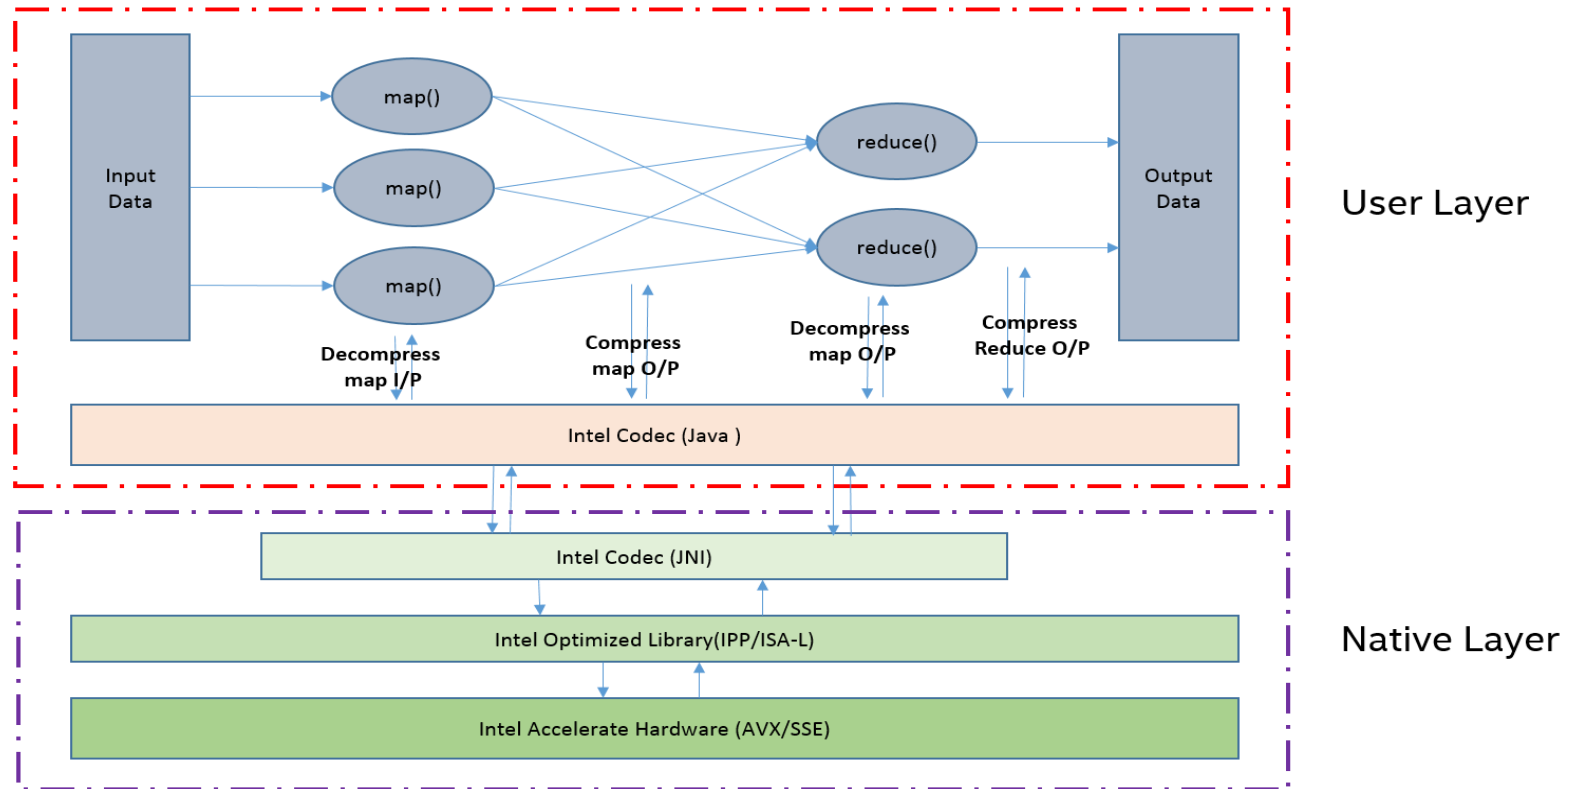 Input
Data
map()
map()
map()
reduce()
reduce()
Output
Data
User Layer
Decompress
map I/P
Compress
map O/P
Decompress
map O/P
Compress
Reduce O/P
Intel Codec (Java )
Intel Codec (JNI)
Intel Optimized Library(IPP/ISA-L)
Native Layer
Intel Accelerate Hardware (AVX/SSE)